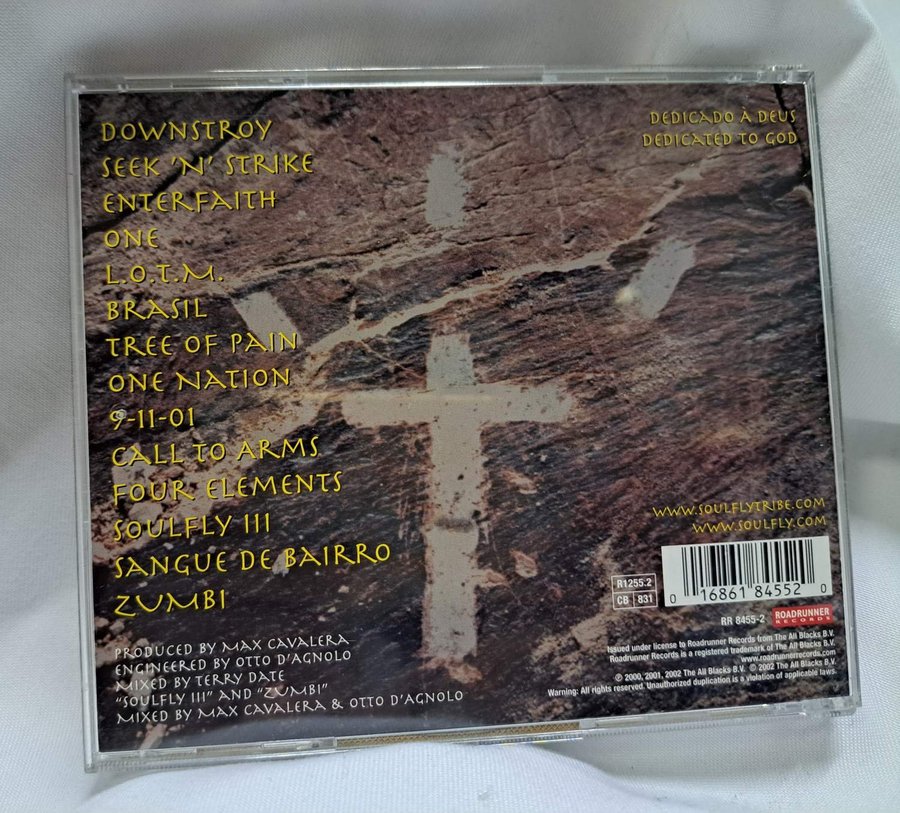 DOWNSTROY
SEEK 'N' STRIKE
ENTERFAITH
ONE
L.O.T.M.
BRASIL
TREE OF PAIN
ONE NATION
9-11-01
CALL TO ARMS
FOUR ELEMENTS
SOULFLY III
SANGUE DE BAIRRO
ZUMBI
PRODUCED BY MAX CAVALERA
ENGINEERED BY OTTO D'AGNOLO
MIXED BY TERRY DATE
"SOULFLY III" AND "ZUMBI"
MIXED BY MAX CAVALERA & OTTO D'AGNOLO
DEDICADO À DEUS
DEDICATED TO GOD
WWW.SOULFLYTRIBE.COM
WWW.SOULFLY.COM
R1255.2
CB 831
0 16861 84552 0
RR 8455-2
ROADRUNNER
RECORDS
Issued under license to Roadrunner Records from The All Blacks B.V.
Roadrunner Records is a registered trademark of The All Blacks B.V.
www.roadrunnerrecords.com
℗ 2000, 2001, 2002 The All Blacks B.V. © 2002 The All Blacks B.V.
Warning: All rights reserved. Unauthorized duplication is a violation of applicable laws.